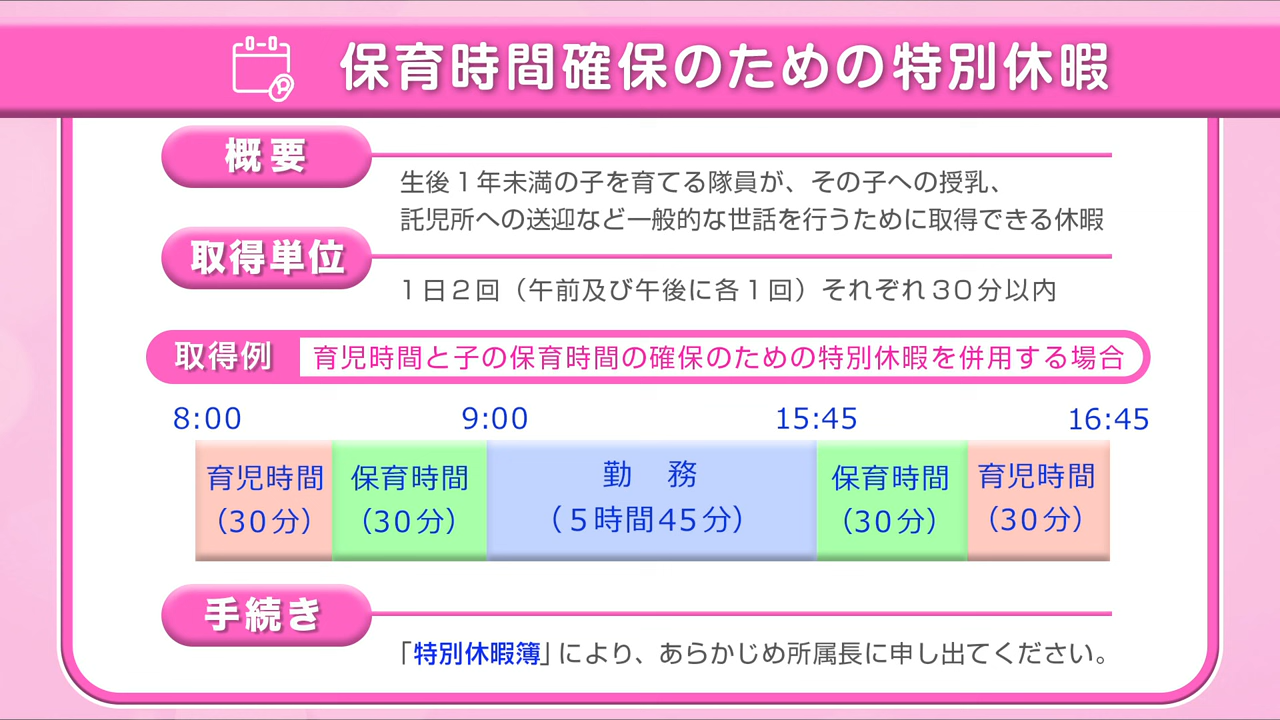 保育時間確保のための特別休暇
概要
生後１年未満の子を育てる隊員が、その子への授乳、
託児所への送迎など一般的な世話を行うために取得できる休暇
取得単位
１日２回（午前及び午後に各１回）それぞれ３０分以内
取得例
育児時間と子の保育時間の確保のための特別休暇を併用する場合
8:00
9:00
15:45
16:45
育児時間
（３０分）
保育時間
（３０分）
勤　務
（５時間45分）
保育時間
（３０分）
育児時間
（３０分）
手続き
「特別休暇簿」により、あらかじめ所属長に申し出てください。